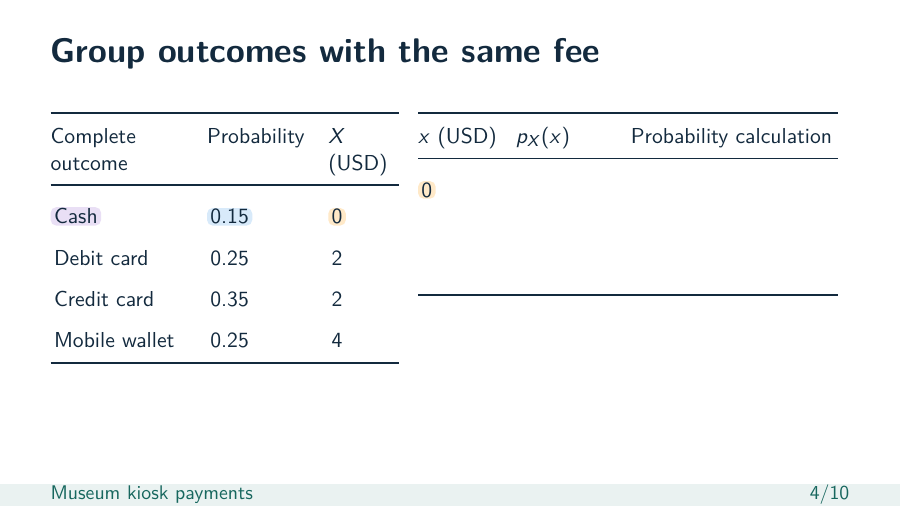 Group outcomes with the same fee
Complete outcome Probability X (USD)
Cash 0.15 0
Debit card 0.25 2
Credit card 0.35 2
Mobile wallet 0.25 4
x (USD) pX(x) Probability calculation
0
Museum kiosk payments 4/10